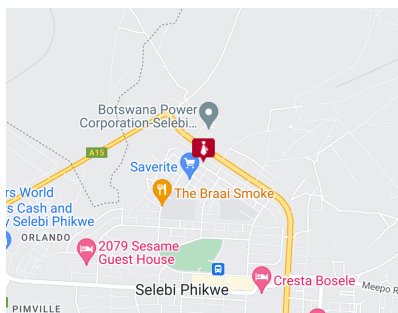 Botswana Power
Corporation-Selebi...
A15
Saverite
The Braai Smoke
rs World
s Cash and
y Selebi Phikwe
ORLANDO
2079 Sesame
Guest House
Cresta Bosele
Selebi Phikwe
Meepo R
PIMVILLE